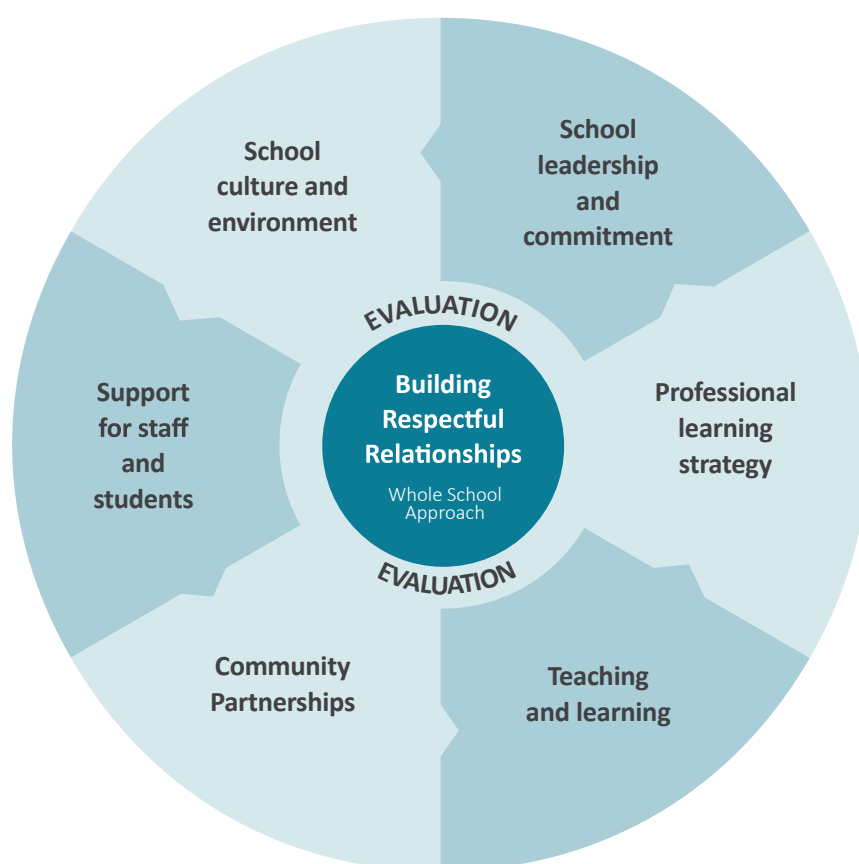 School
culture and
environment
School
leadership
and
commitment
EVALUATION
Building
Respectful
Relationships
Whole School
Approach
EVALUATION
Support
for staff
and
students
Professional
learning
strategy
Community
Partnerships
Teaching
and learning